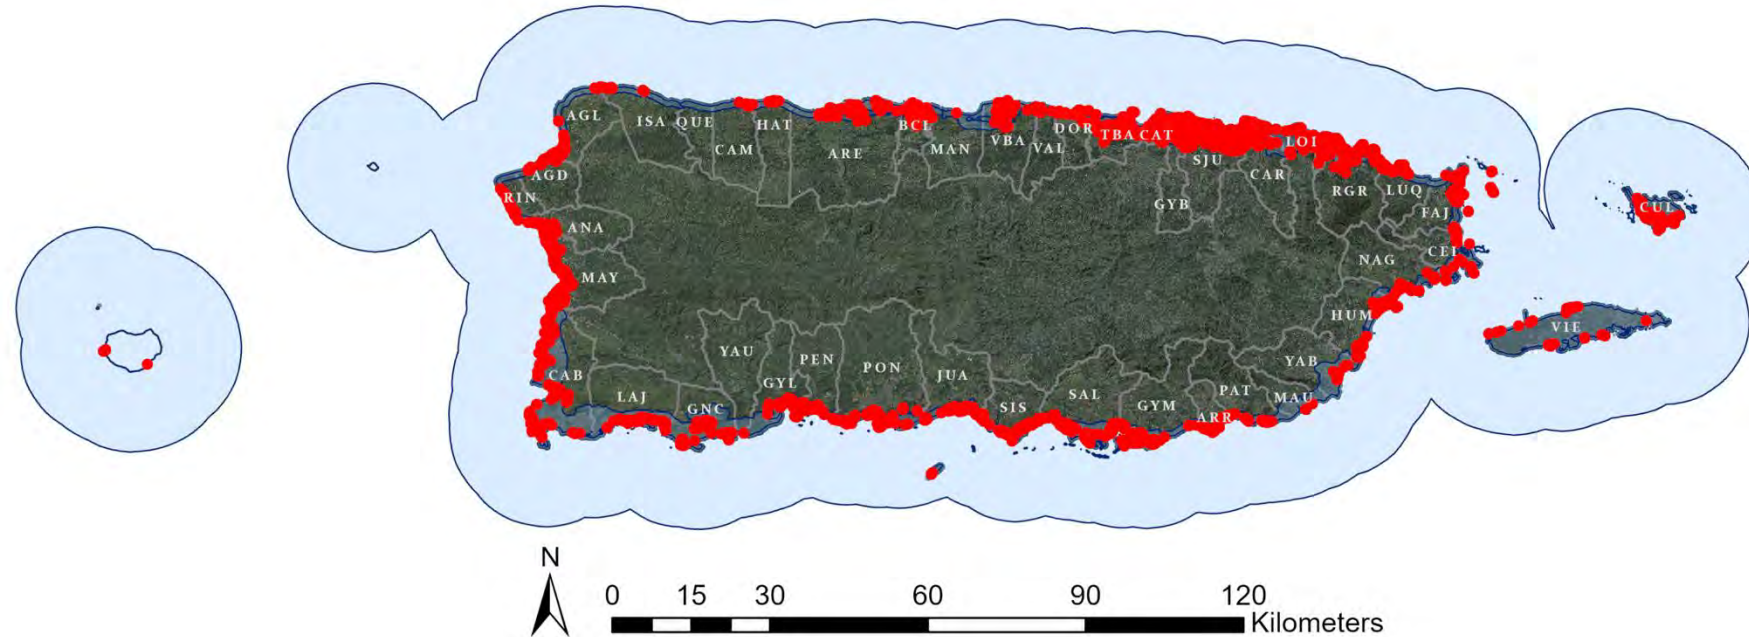 AGL
ISA QUE
CAM
HAT
ARE
BCL
MAN
VBA
VAL
DOR
TBA CAT
SJU
LOI
CAR
GYB
RGR
LUQ
FAJ
CUL
AGD
RIN
ANA
MAY
NAG
CEI
HUM
VIE
YAU
PEN
PON
JUA
YAB
CAB
LAJ
GNC
GYL
SIS
SAL
GYM
PAT
ARR
MAU
N
0 15 30 60 90 120
Kilometers